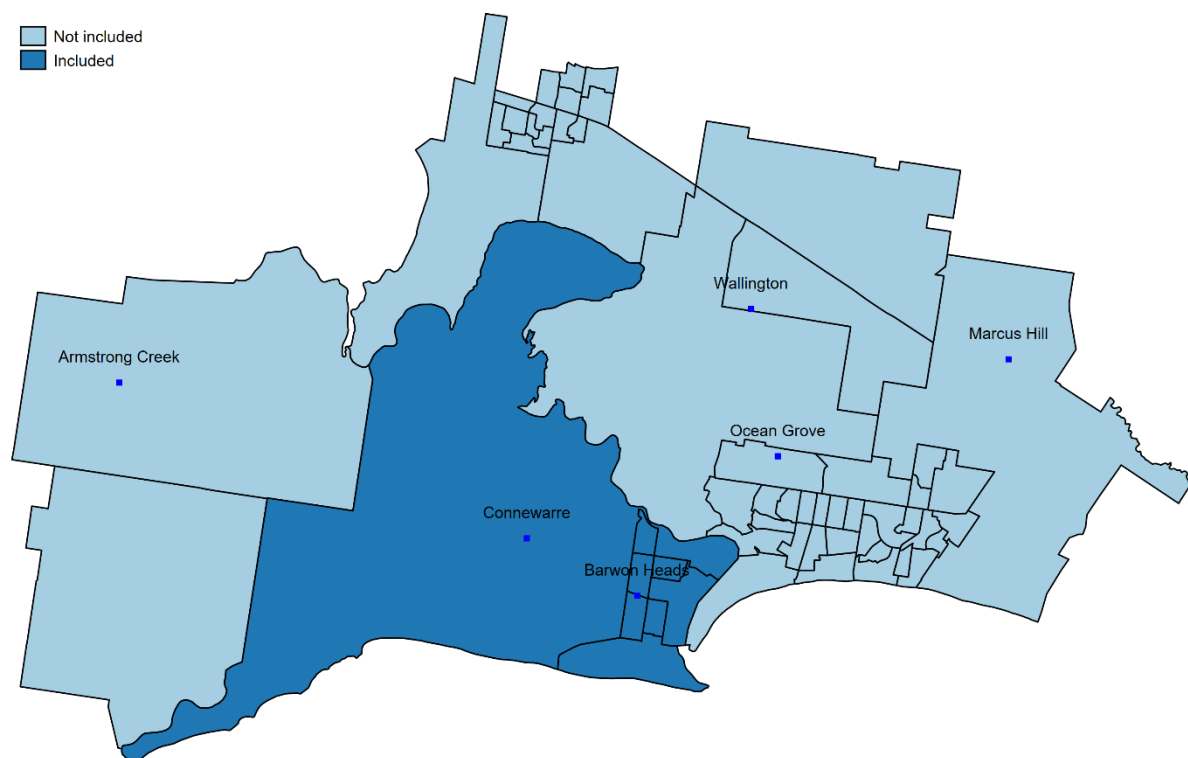 Not included
Included
Wallington
Marcus Hill
Armstrong Creek
Ocean Grove
Connewarre
Barwon Heads